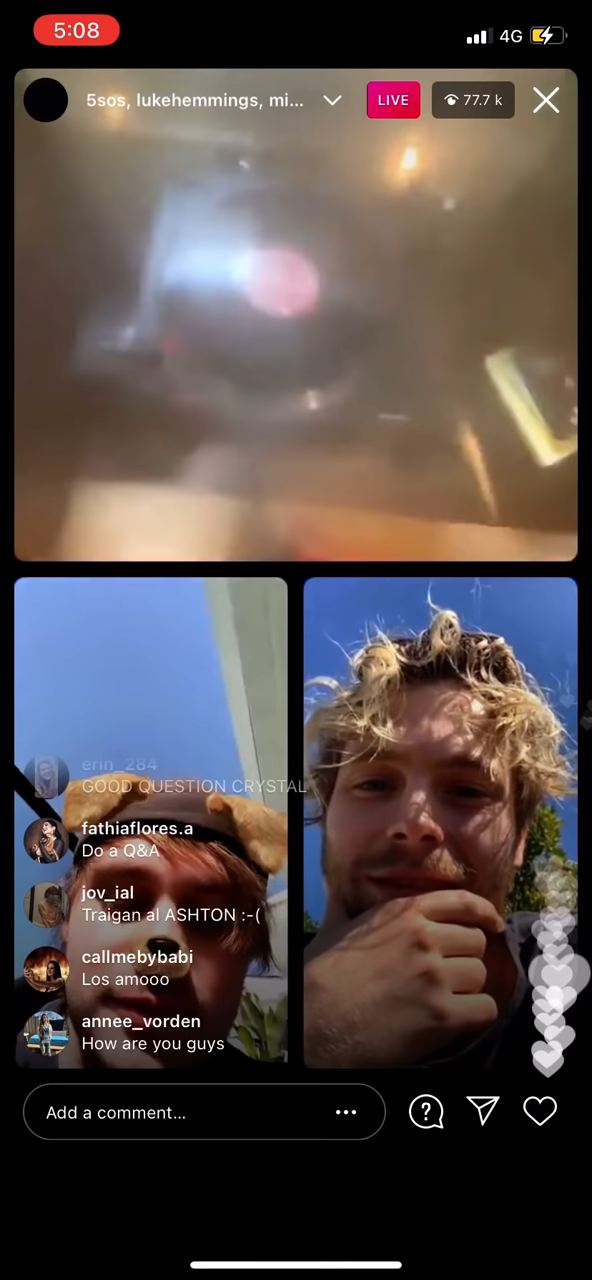 5:08
4G
5sos, lukehemmings, mi...
LIVE
77.7 k
erin_284
GOOD QUESTION CRYSTAL
fathiaflores.a
Do a Q&A
jov_ial
Traigan al ASHTON :-(
callmebybabi
Los amooo
annee_vorden
How are you guys
Add a comment...